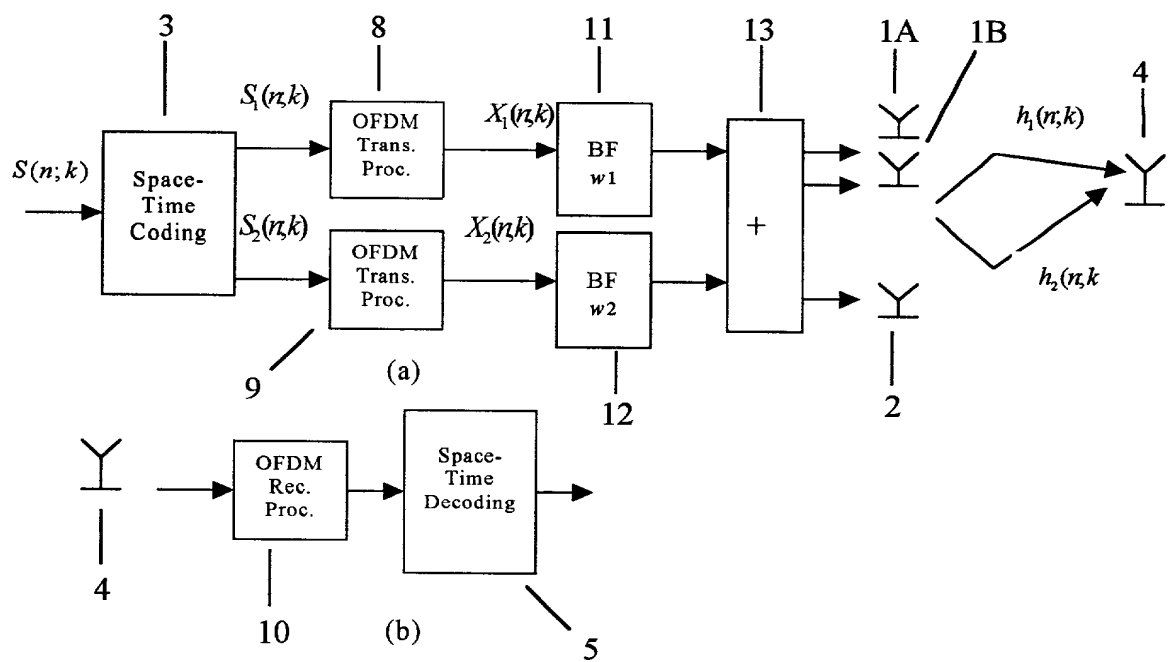 3 8 11 13 1A 1B 4
S(n; k)
Space-
Time
Coding
S₁(n;k)
OFDM
Trans.
Proc.
X₁(n;k)
BF
w1
h₁(n;k)
S₂(n;k)
OFDM
Trans.
Proc.
X₂(n;k)
BF
w2
+
h₂(n;k
9 (a) 12 2
OFDM
Rec.
Proc.
Space-
Time
Decoding
4 10 (b) 5